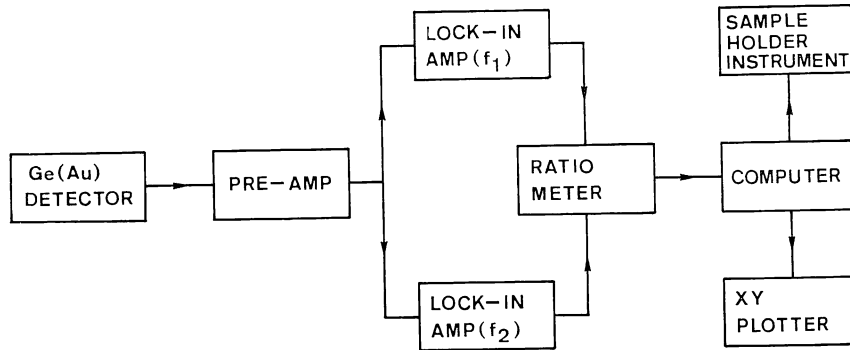 Ge(Au)
DETECTOR
PRE-AMP
LOCK-IN
AMP(f₁)
LOCK-IN
AMP(f₂)
RATIO
METER
COMPUTER
SAMPLE
HOLDER
INSTRUMENT
XY
PLOTTER